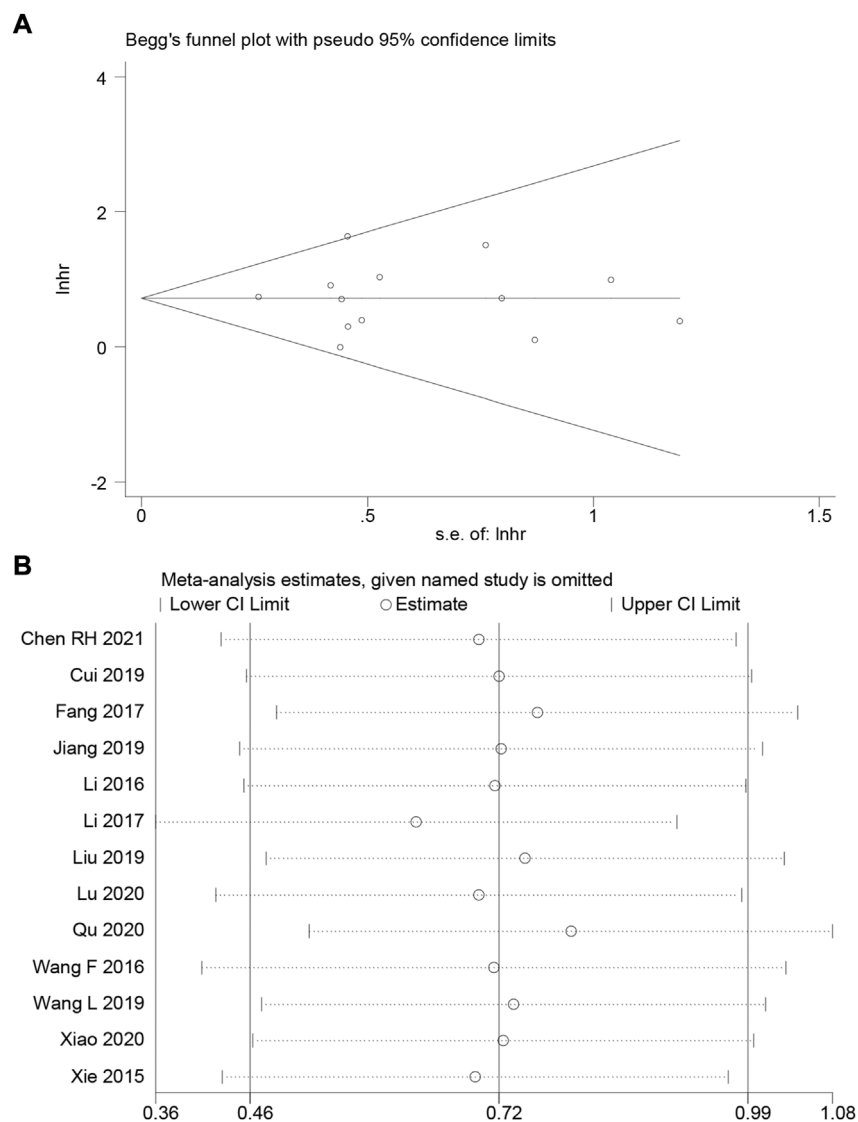 A
Begg's funnel plot with pseudo 95% confidence limits
4
2
0
-2
lnhr
0 .5 1 1.5
s.e. of: lnhr
B
Meta-analysis estimates, given named study is omitted
Lower CI Limit Estimate Upper CI Limit
Chen RH 2021
Cui 2019
Fang 2017
Jiang 2019
Li 2016
Li 2017
Liu 2019
Lu 2020
Qu 2020
Wang F 2016
Wang L 2019
Xiao 2020
Xie 2015
0.36 0.46 0.72 0.99 1.08